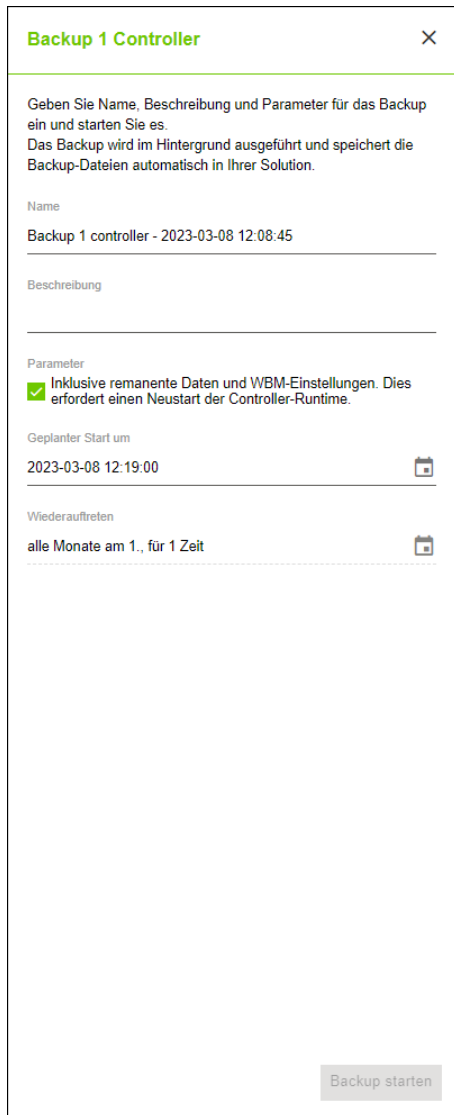 Backup 1 Controller
Geben Sie Name, Beschreibung und Parameter für das Backup
ein und starten Sie es.
Das Backup wird im Hintergrund ausgeführt und speichert die
Backup-Dateien automatisch in Ihrer Solution.
Name
Backup 1 controller - 2023-03-08 12:08:45
Beschreibung
Parameter
Inklusive remanente Daten und WBM-Einstellungen. Dies
erfordert einen Neustart der Controller-Runtime.
Geplanter Start um
2023-03-08 12:19:00
Wiederauftreten
alle Monate am 1., für 1 Zeit
Backup starten